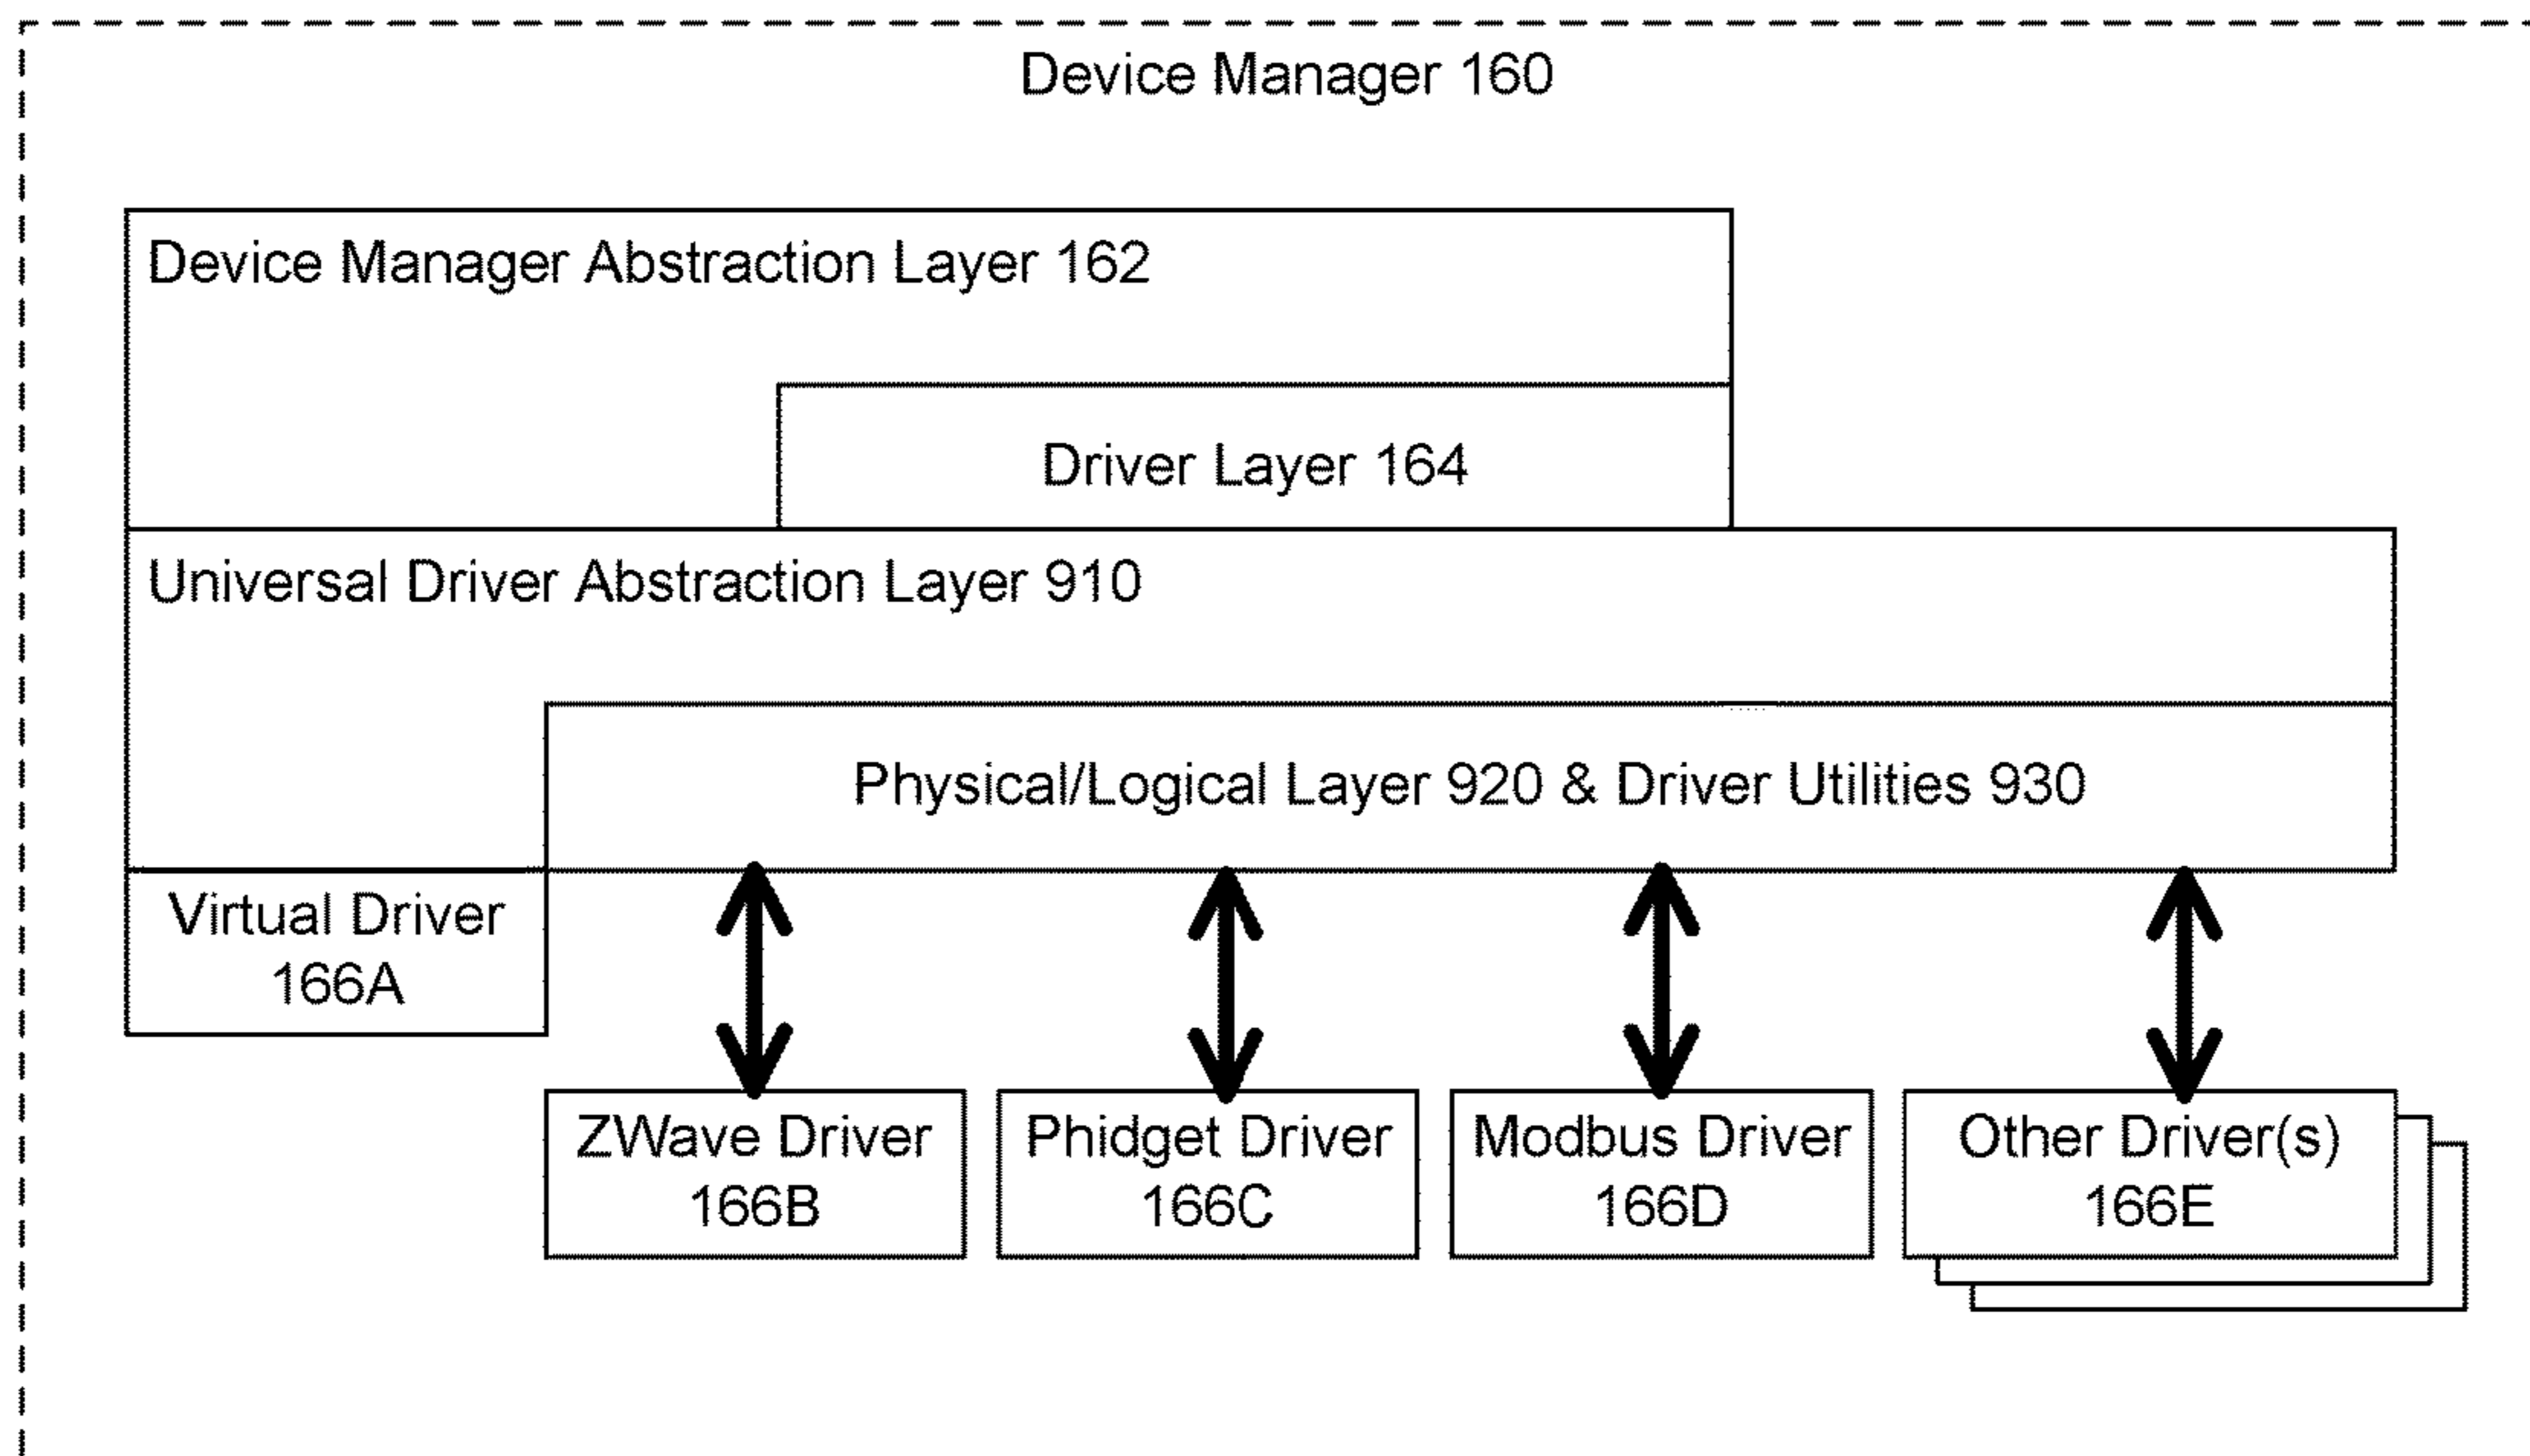 Device Manager 160
Device Manager Abstraction Layer 162
Driver Layer 164
Universal Driver Abstraction Layer 910
Physical/Logical Layer 920 & Driver Utilities 930
Virtual Driver
166A
ZWave Driver
166B
Phidget Driver
166C
Modbus Driver
166D
Other Driver(s)
166E